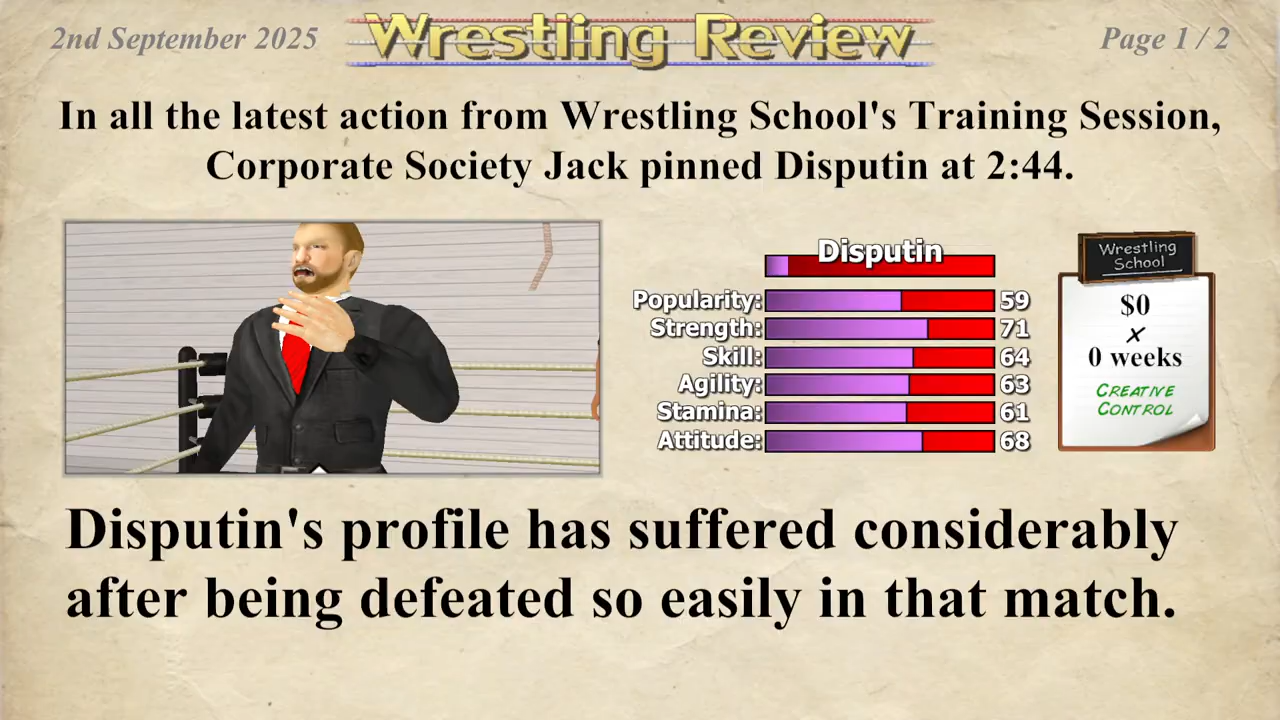 2nd September 2025
Wrestling Review
Page 1 / 2
In all the latest action from Wrestling School's Training Session,
Corporate Society Jack pinned Disputin at 2:44.
Disputin
Popularity: 59
Strength: 71
Skill: 64
Agility: 63
Stamina: 61
Attitude: 68
Wrestling
School
$0
x
0 weeks
CREATIVE
CONTROL
Disputin's profile has suffered considerably
after being defeated so easily in that match.